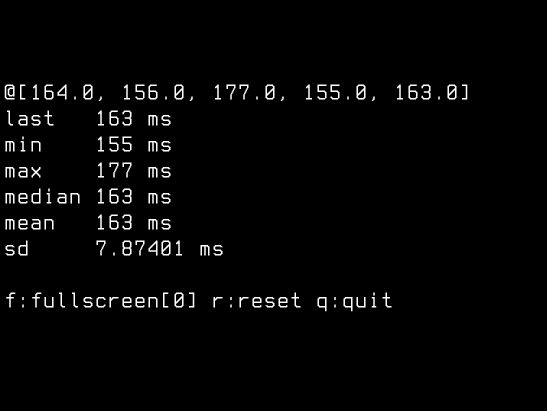 @[164.0, 156.0, 177.0, 155.0, 163.0]
last   163 ms
min    155 ms
max    177 ms
median 163 ms
mean   163 ms
sd     7.87401 ms
f:fullscreen[0] r:reset q:quit